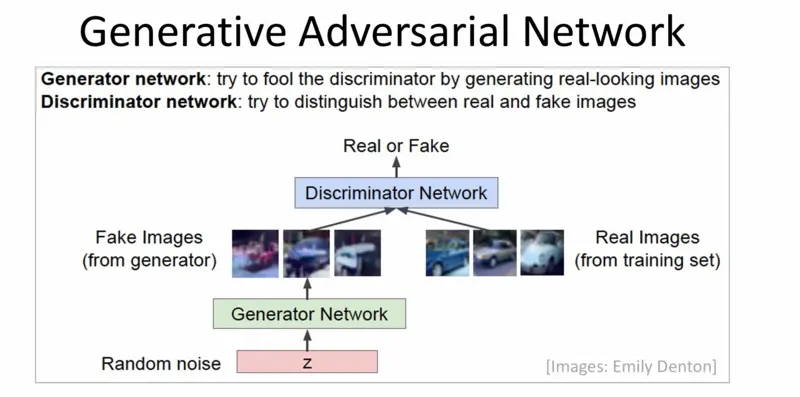 Generative Adversarial Network
Generator network: try to fool the discriminator by generating real-looking images
Discriminator network: try to distinguish between real and fake images
Real or Fake
Discriminator Network
Fake Images
(from generator)
Real Images
(from training set)
Generator Network
Random noise
z
[Images: Emily Denton]